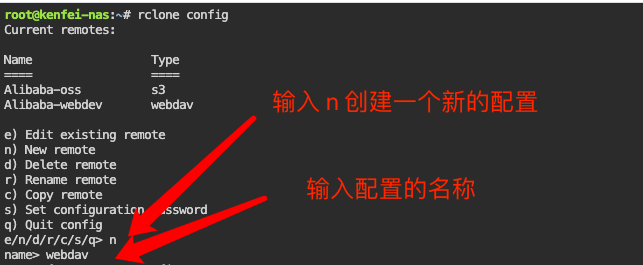 root@kenfei-nas:~# rclone config
Current remotes:
Name                 Type
====                 ====
Alibaba-oss          s3
Alibaba-webdev       webdav
输入 n 创建一个新的配置
e) Edit existing remote
n) New remote
d) Delete remote
r) Rename remote
输入配置的名称
c) Copy remote
s) Set configuration password
q) Quit config
e/n/d/r/c/s/q> n
name> webdav